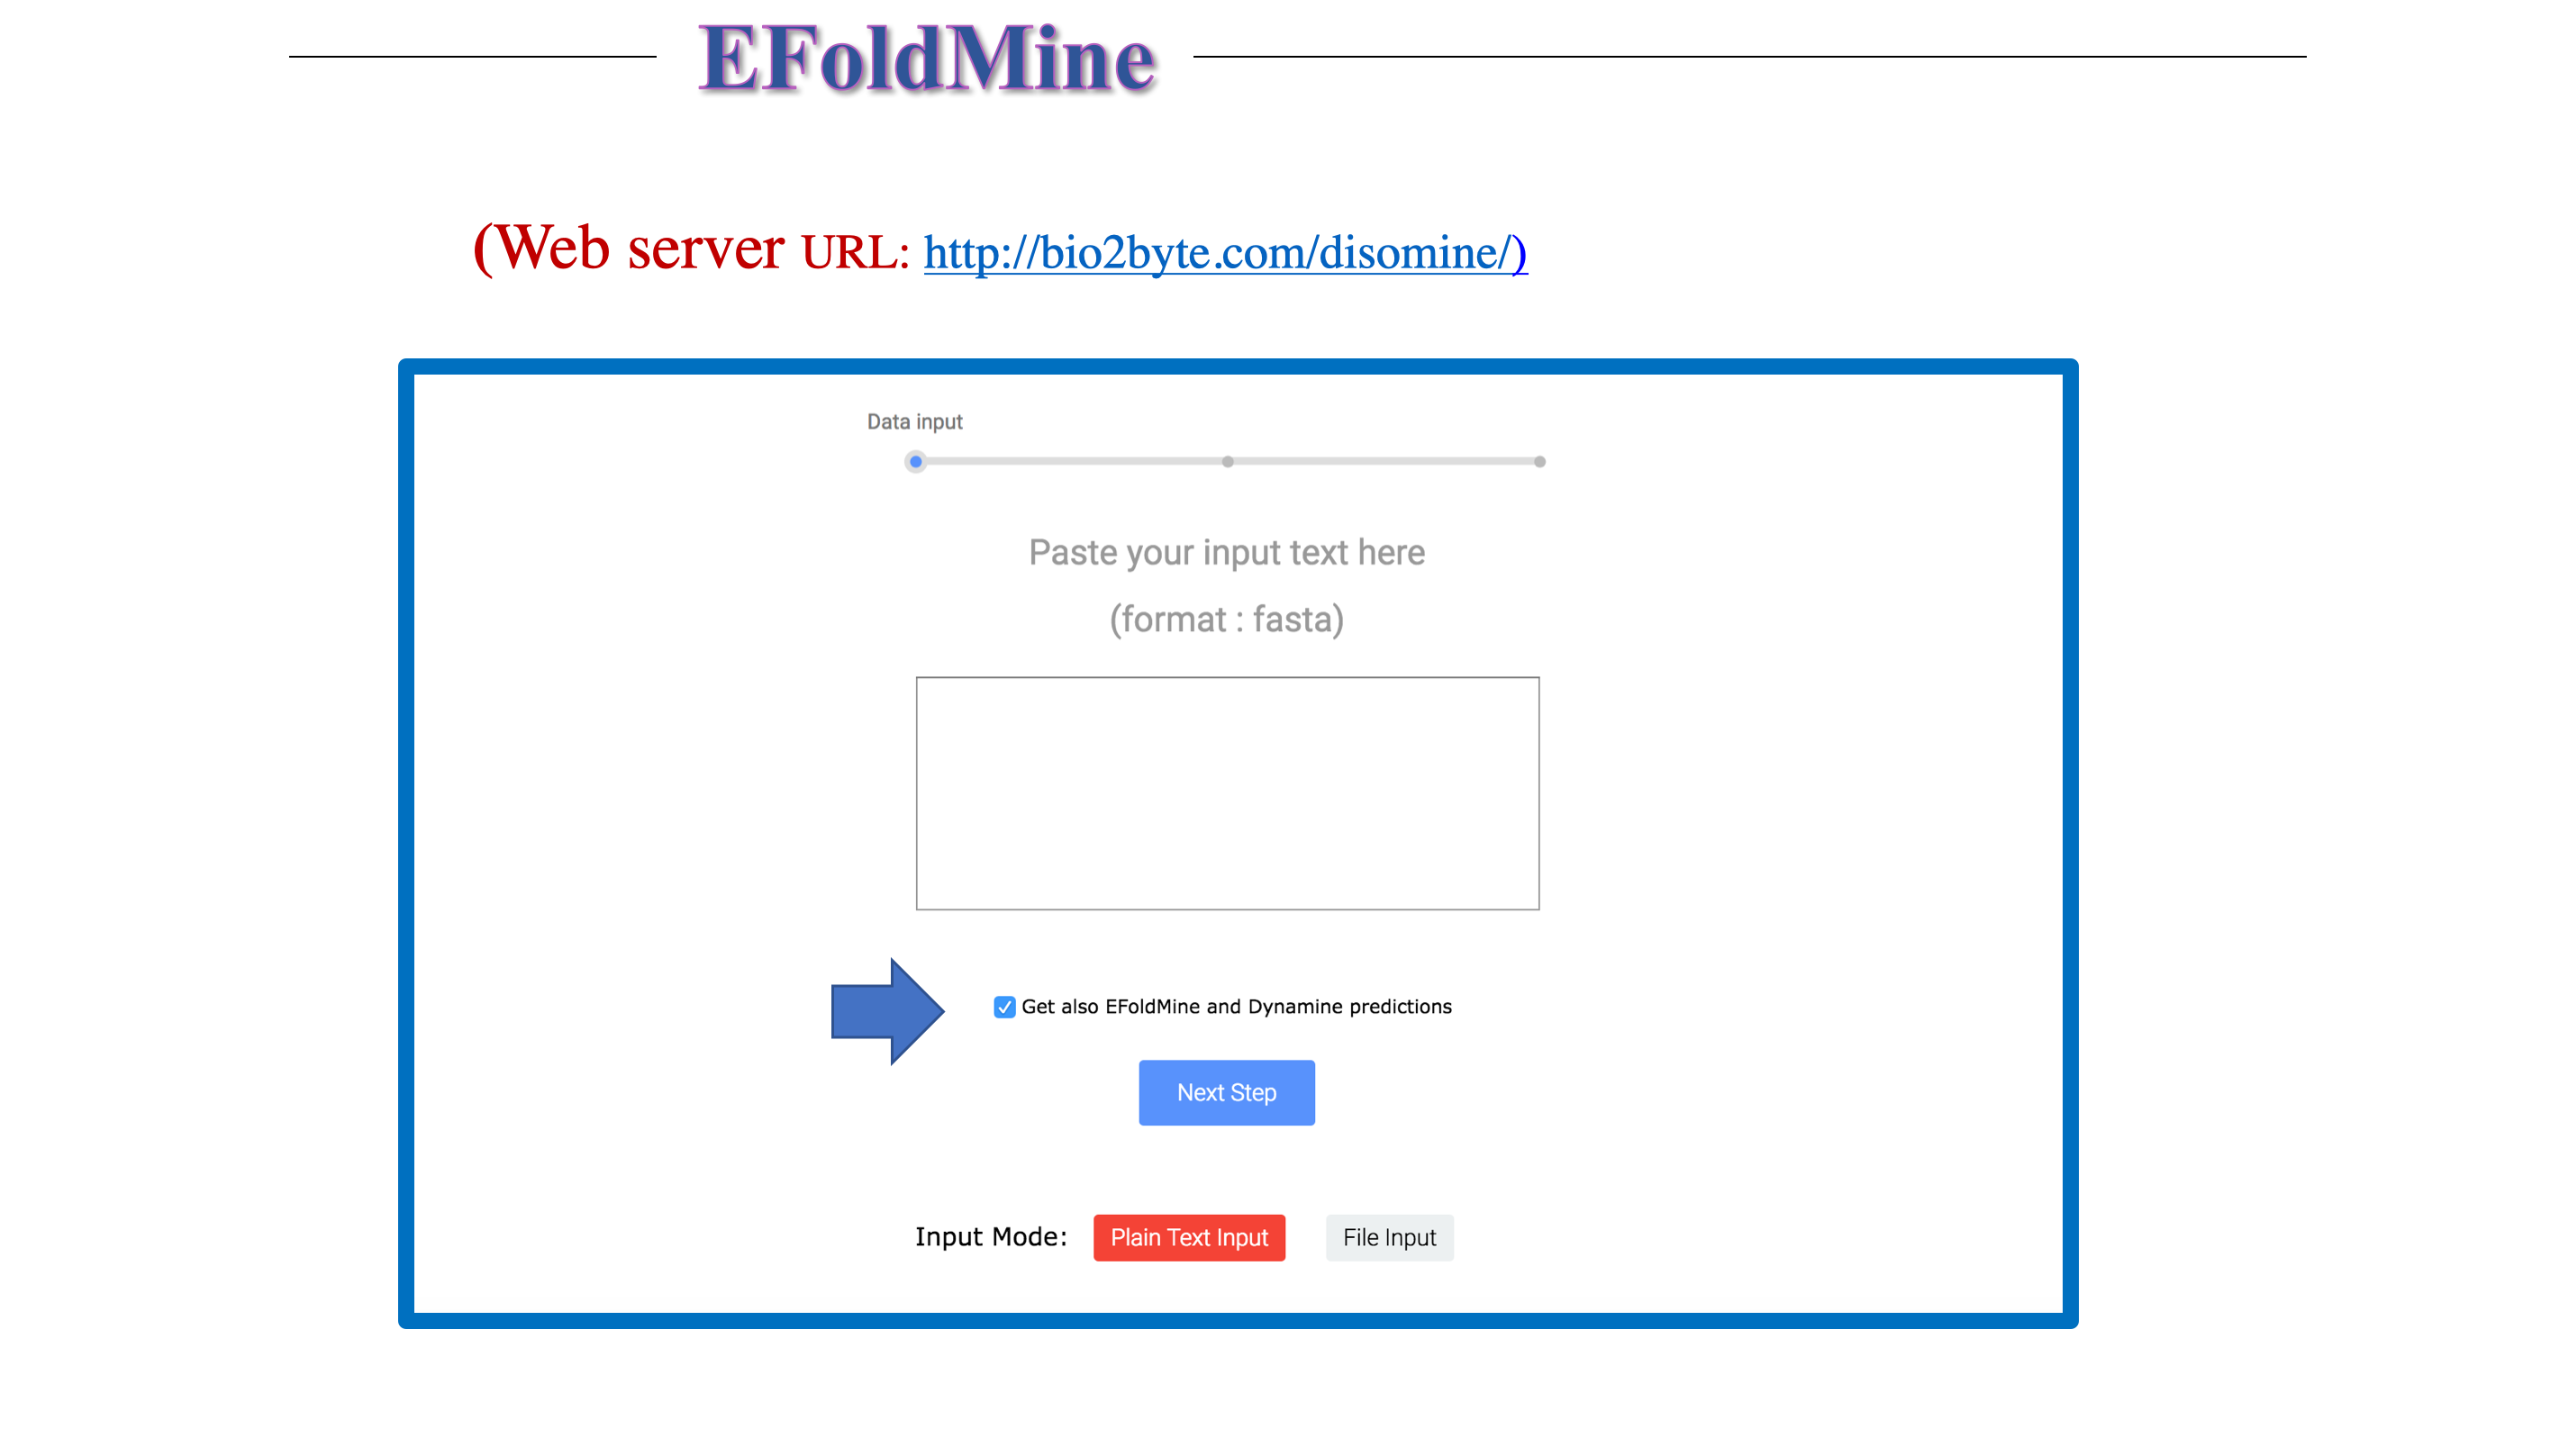 EFoldMine
(Web server URL: http://bio2byte.com/disomine/)
Data input
Paste your input text here
(format : fasta)
Get also EFoldMine and Dynamine predictions
Next Step
Input Mode: Plain Text Input File Input